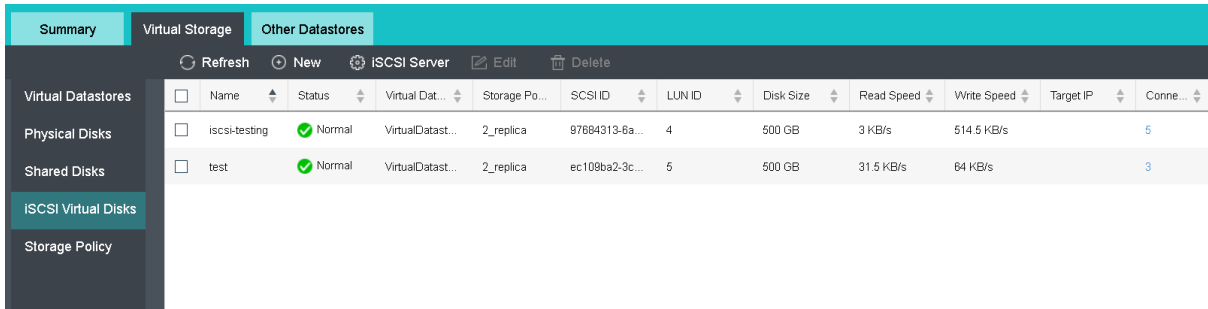 Summary Virtual Storage Other Datastores
Refresh New iSCSI Server Edit Delete
Virtual Datastores
Physical Disks
Shared Disks
iSCSI Virtual Disks
Storage Policy
Name Status Virtual Dat... Storage Po... SCSI ID LUN ID Disk Size Read Speed Write Speed Target IP Conne...
iscsi-testing Normal VirtualDatast... 2_replica 97684313-6a... 4 500 GB 3 KB/s 514.5 KB/s 5
test Normal VirtualDatast... 2_replica ec109ba2-3c... 5 500 GB 31.5 KB/s 64 KB/s 3